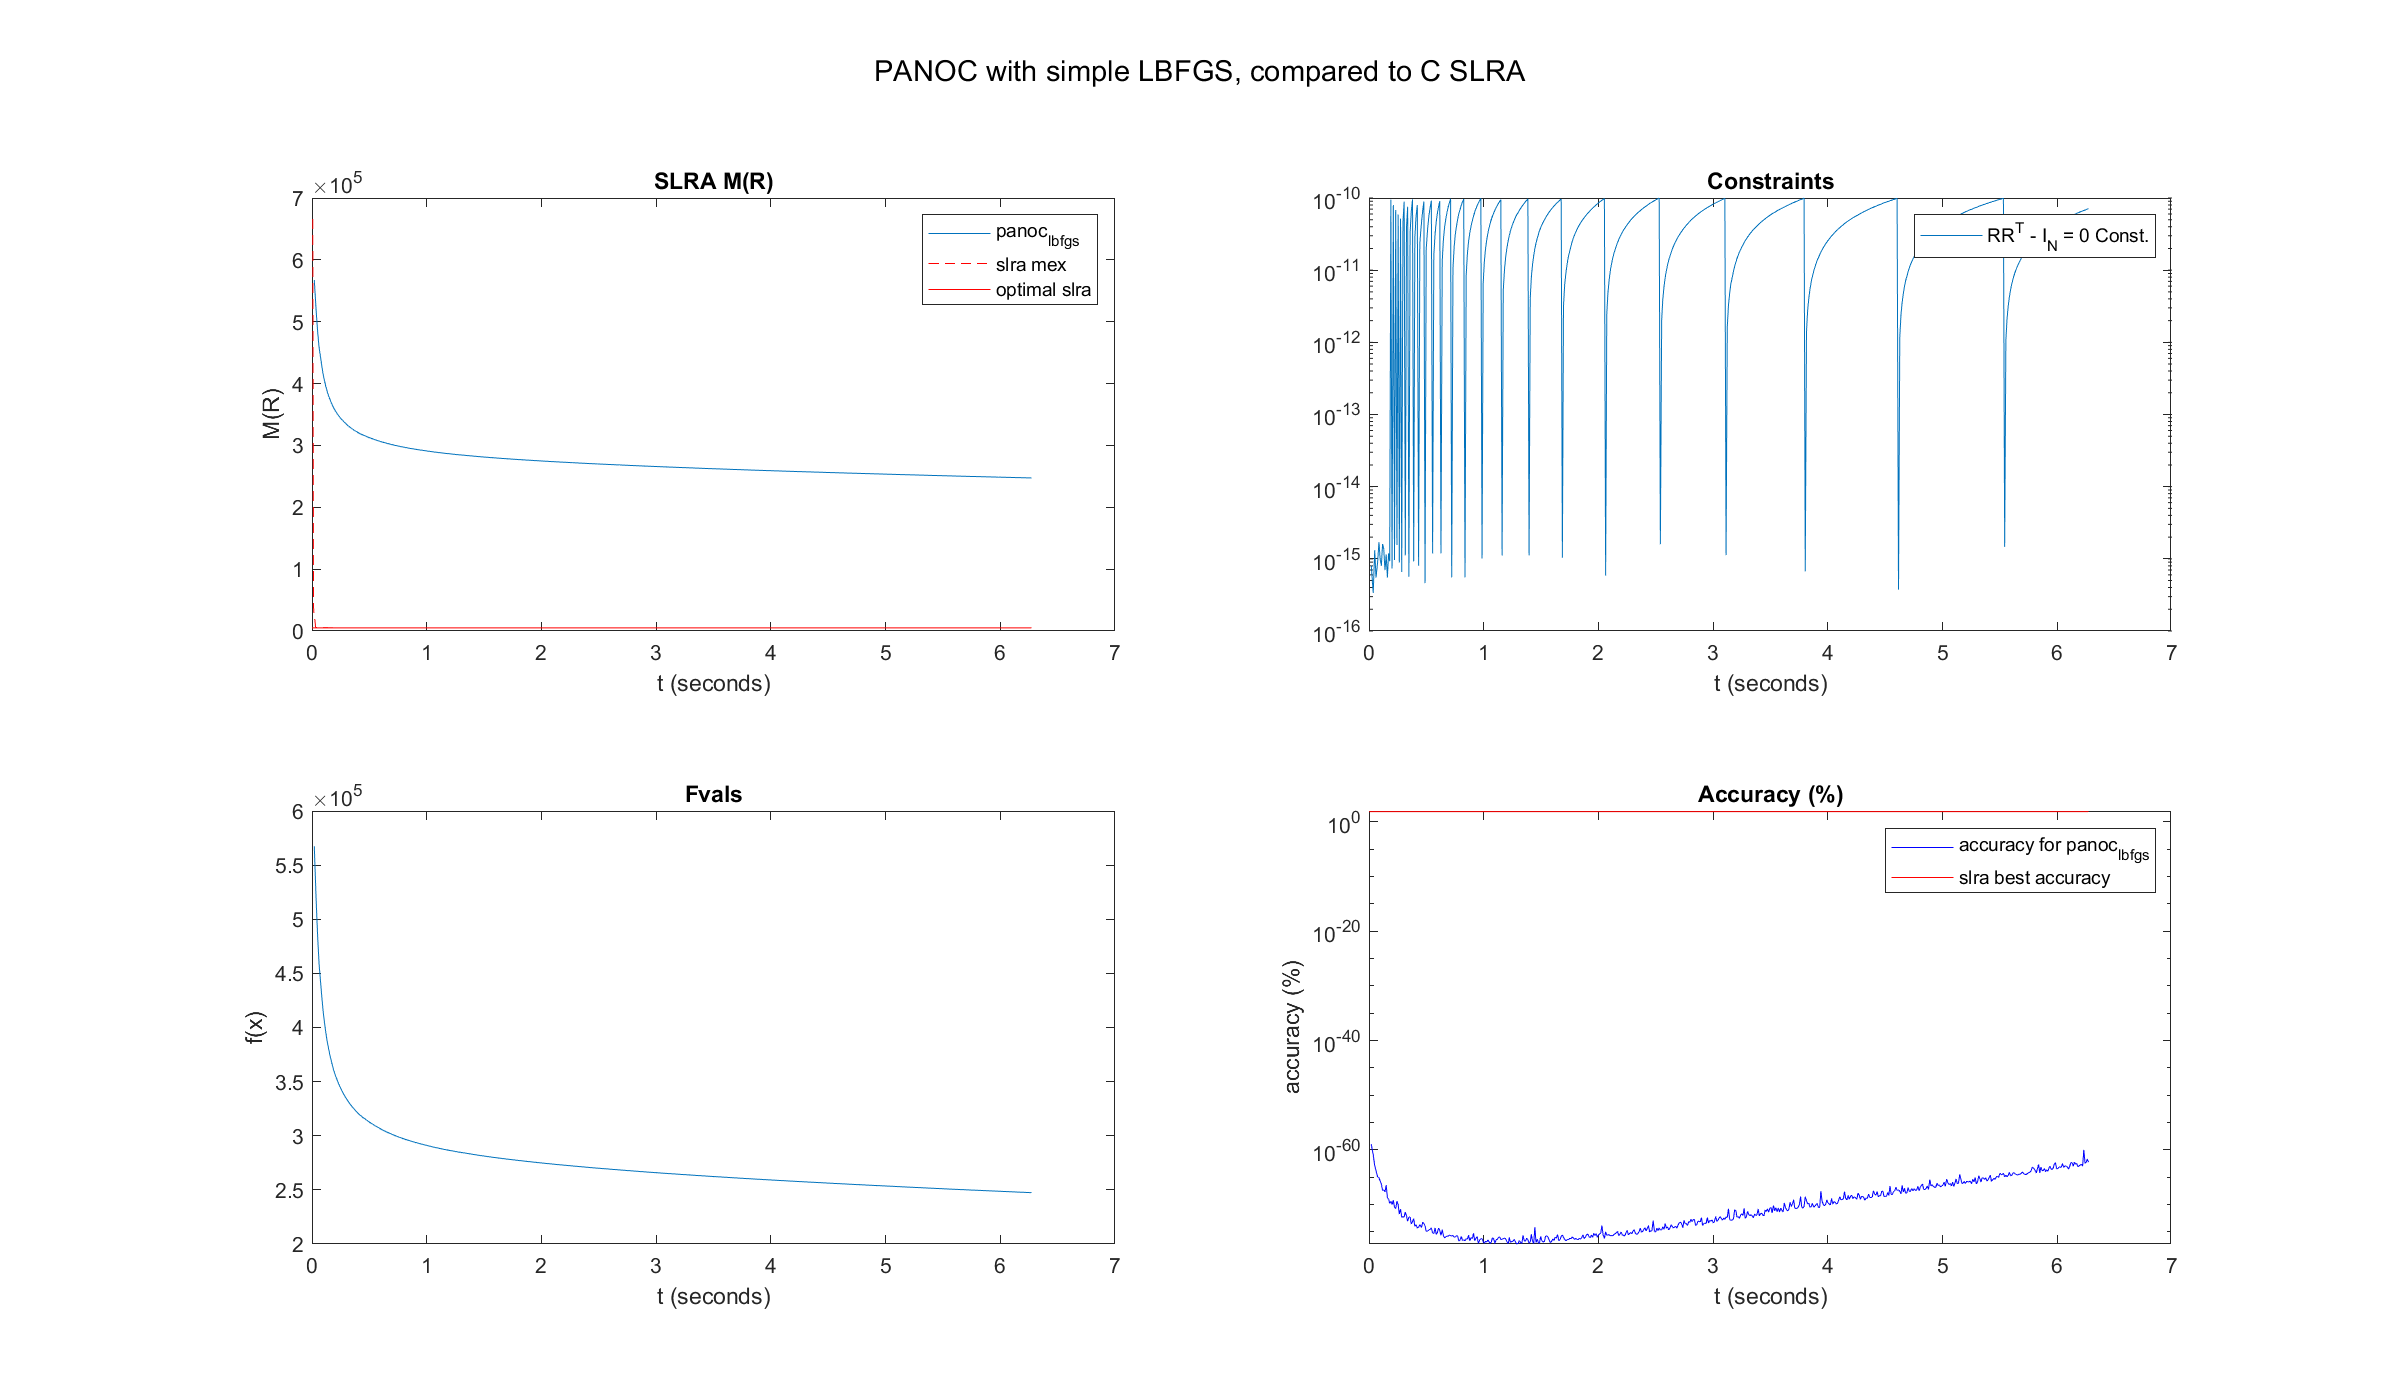 PANOC with simple LBFGS, compared to C SLRA
SLRA M(R)
×10^5
7
6
5
4
3
2
1
0
M(R)
panoc_lbfgs
slra mex
optimal slra
0 1 2 3 4 5 6 7
t (seconds)
Constraints
10^-10
10^-11
10^-12
10^-13
10^-14
10^-15
10^-16
RR^T - I_N = 0 Const.
0 1 2 3 4 5 6 7
t (seconds)
Fvals
×10^5
6
5.5
5
4.5
4
3.5
3
2.5
2
f(x)
0 1 2 3 4 5 6 7
t (seconds)
Accuracy (%)
10^0
10^-20
10^-40
10^-60
accuracy (%)
accuracy for panoc_lbfgs
slra best accuracy
0 1 2 3 4 5 6 7
t (seconds)